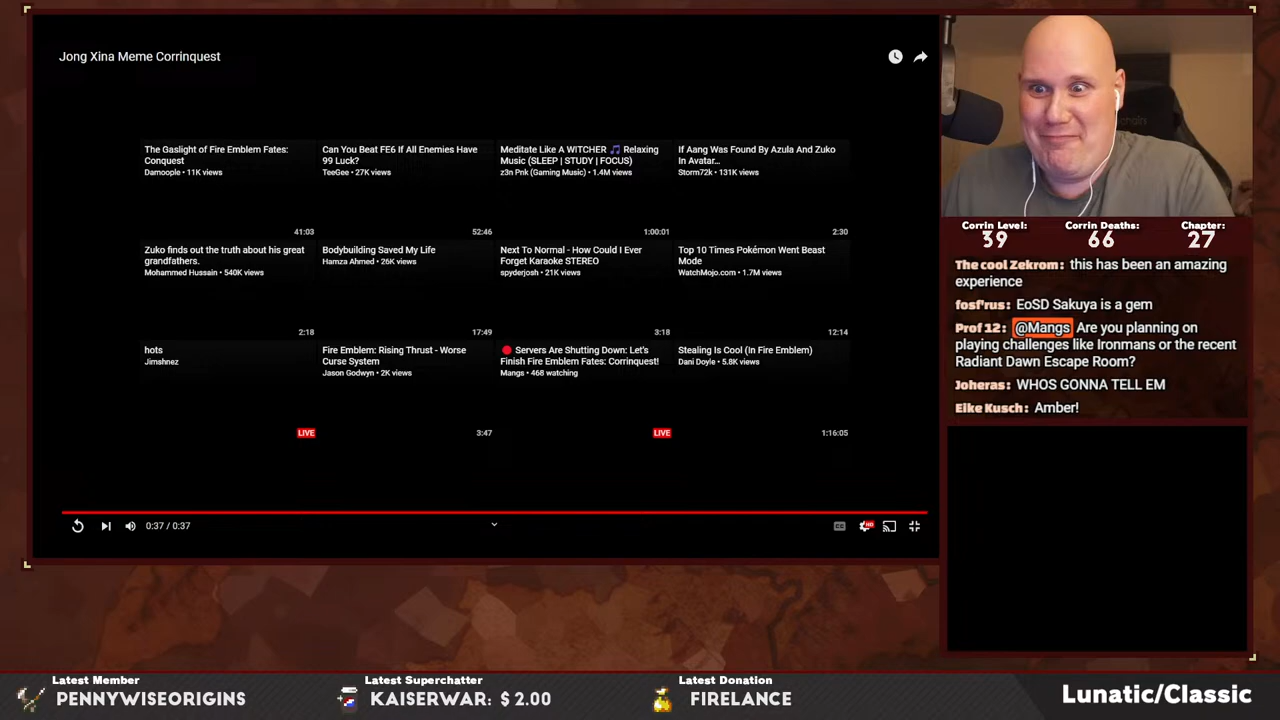 Jong Xina Meme Corrinquest
The Gaslight of Fire Emblem Fates:
Conquest
Damoople • 11K views
Can You Beat FE6 If All Enemies Have
99 Luck?
TeeGee • 27K views
Meditate Like A WITCHER 🎵 Relaxing
Music (SLEEP | STUDY | FOCUS)
z3n Pnk (Gaming Music) • 1.4M views
If Aang Was Found By Azula And Zuko
In Avatar...
Storm72k • 131K views
41:03
52:46
1:00:01
2:30
Zuko finds out the truth about his great
grandfathers.
Mohammed Hussain • 540K views
Bodybuilding Saved My Life
Hamza Ahmed • 26K views
Next To Normal - How Could I Ever
Forget Karaoke STEREO
spyderjosh • 21K views
Top 10 Times Pokémon Went Beast
Mode
WatchMojo.com • 1.7M views
2:18
17:49
3:18
12:14
hots
Jimshnez
Fire Emblem: Rising Thrust - Worse
Curse System
Jason Godwyn • 2K views
🔴 Servers Are Shutting Down: Let's
Finish Fire Emblem Fates: Corrinquest!
Mangs • 468 watching
Stealing Is Cool (In Fire Emblem)
Dani Doyle • 5.8K views
LIVE
3:47
LIVE
1:16:05
0:37 / 0:37
CC
HD
Corrin Level:
39
Corrin Deaths:
66
Chapter:
27
The cool Zekrom: this has been an amazing
experience
fosf'rus: EoSD Sakuya is a gem
Prof 12: @Mangs Are you planning on
playing challenges like Ironmans or the recent
Radiant Dawn Escape Room?
Joheras: WHOS GONNA TELL EM
Eike Kusch: Amber!
Latest Member
PENNYWISEORIGINS
Latest Superchatter
KAISERWAR: $ 2.00
Latest Donation
FIRELANCE
Lunatic/Classic